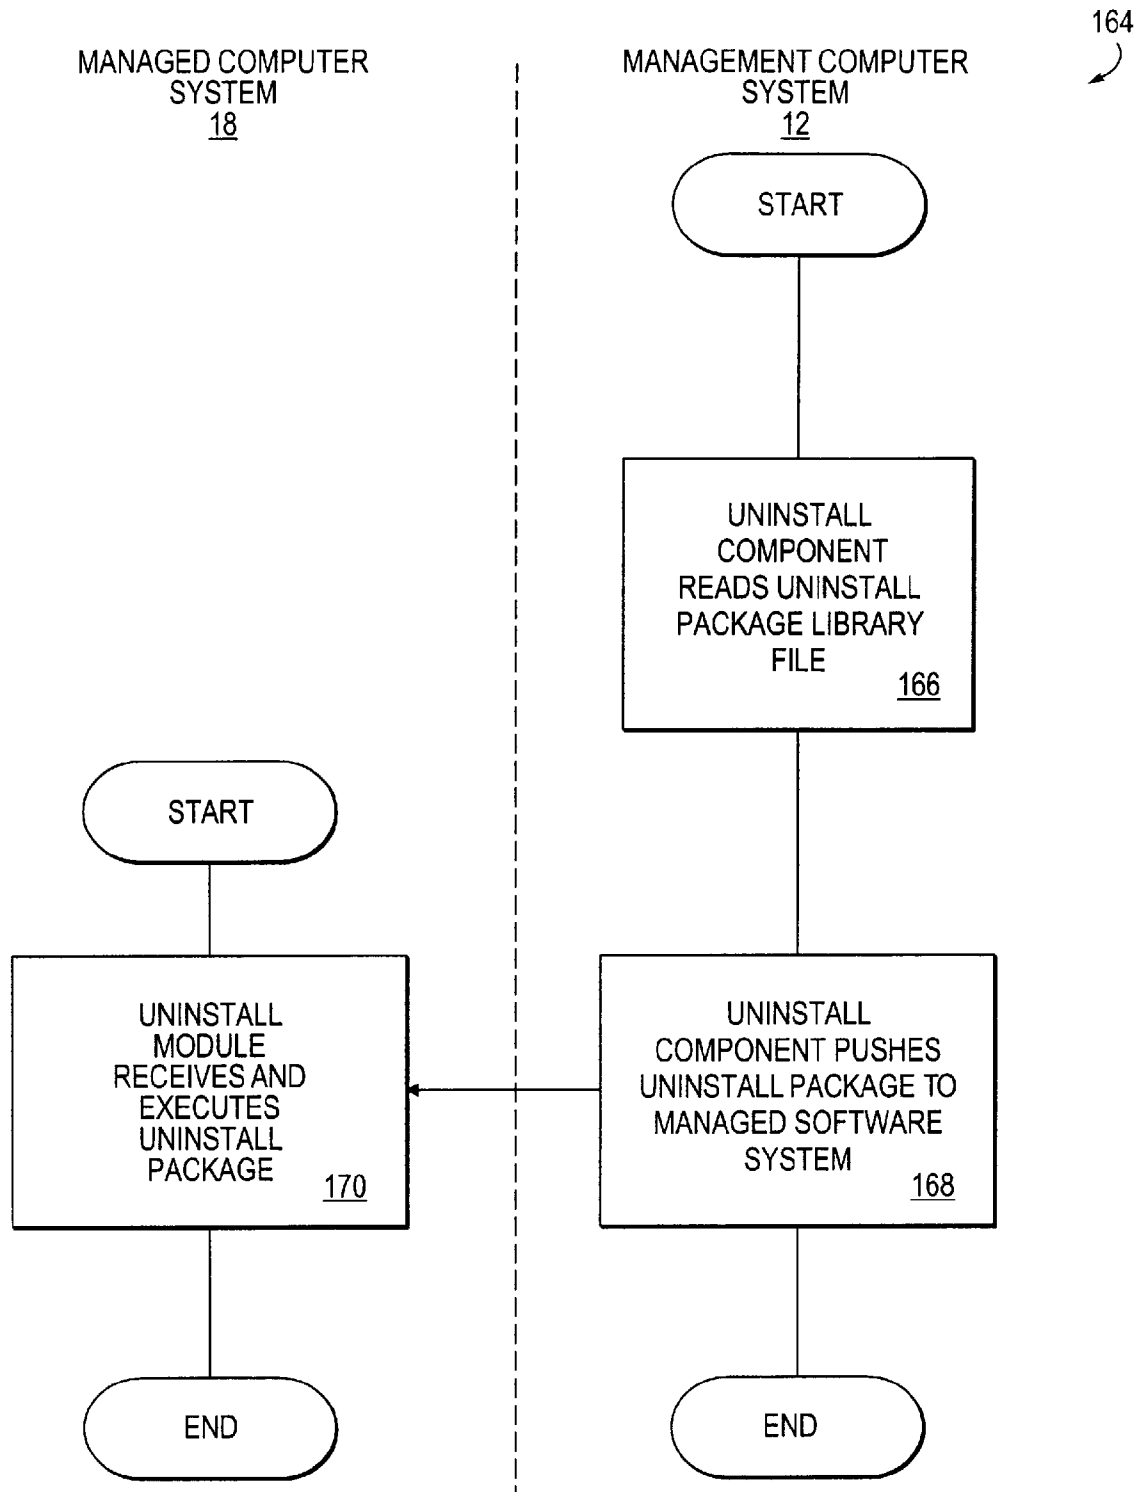 164
MANAGED COMPUTER
SYSTEM
18
MANAGEMENT COMPUTER
SYSTEM
12
START
UNINSTALL
COMPONENT
READS UNINSTALL
PACKAGE LIBRARY
FILE
166
START
UNINSTALL
MODULE
RECEIVES AND
EXECUTES
UNINSTALL
PACKAGE
170
UNINSTALL
COMPONENT PUSHES
UNINSTALL PACKAGE TO
MANAGED SOFTWARE
SYSTEM
168
END
END